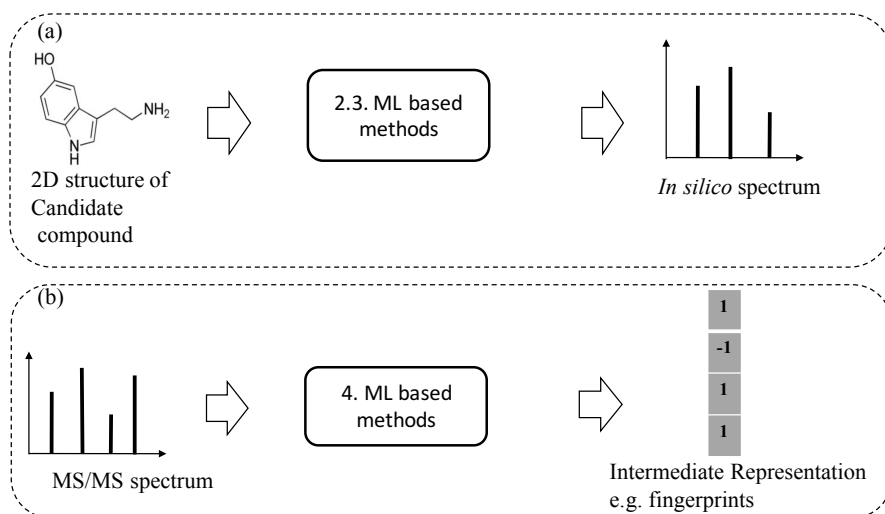 (a)
HO
NH2
N
H
2D structure of
Candidate
compound
2.3. ML based
methods
In silico spectrum
(b)
MS/MS spectrum
4. ML based
methods
1
-1
1
1
Intermediate Representation
e.g. fingerprints